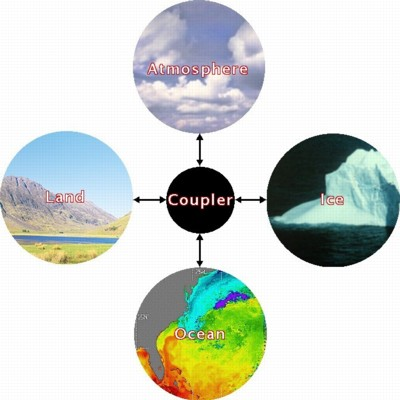 Atmosphere
Land
Coupler
Ice
Ocean